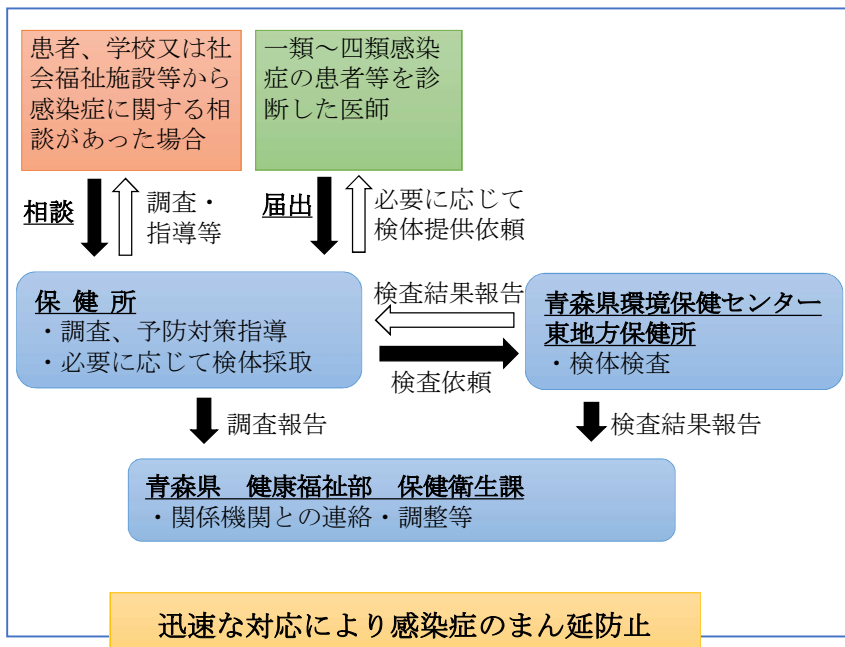 患者、学校又は社
会福祉施設等から
感染症に関する相
談があった場合
一類～四類感染
症の患者等を診
断した医師
相談
調査・
指導等
届出
必要に応じて
検体提供依頼
保 健 所
・調査、予防対策指導
・必要に応じて検体採取
検査結果報告
検査依頼
青森県環境保健センター
東地方保健所
・検体検査
調査報告
検査結果報告
青森県　健康福祉部　保健衛生課
・関係機関との連絡・調整等
迅速な対応により感染症のまん延防止